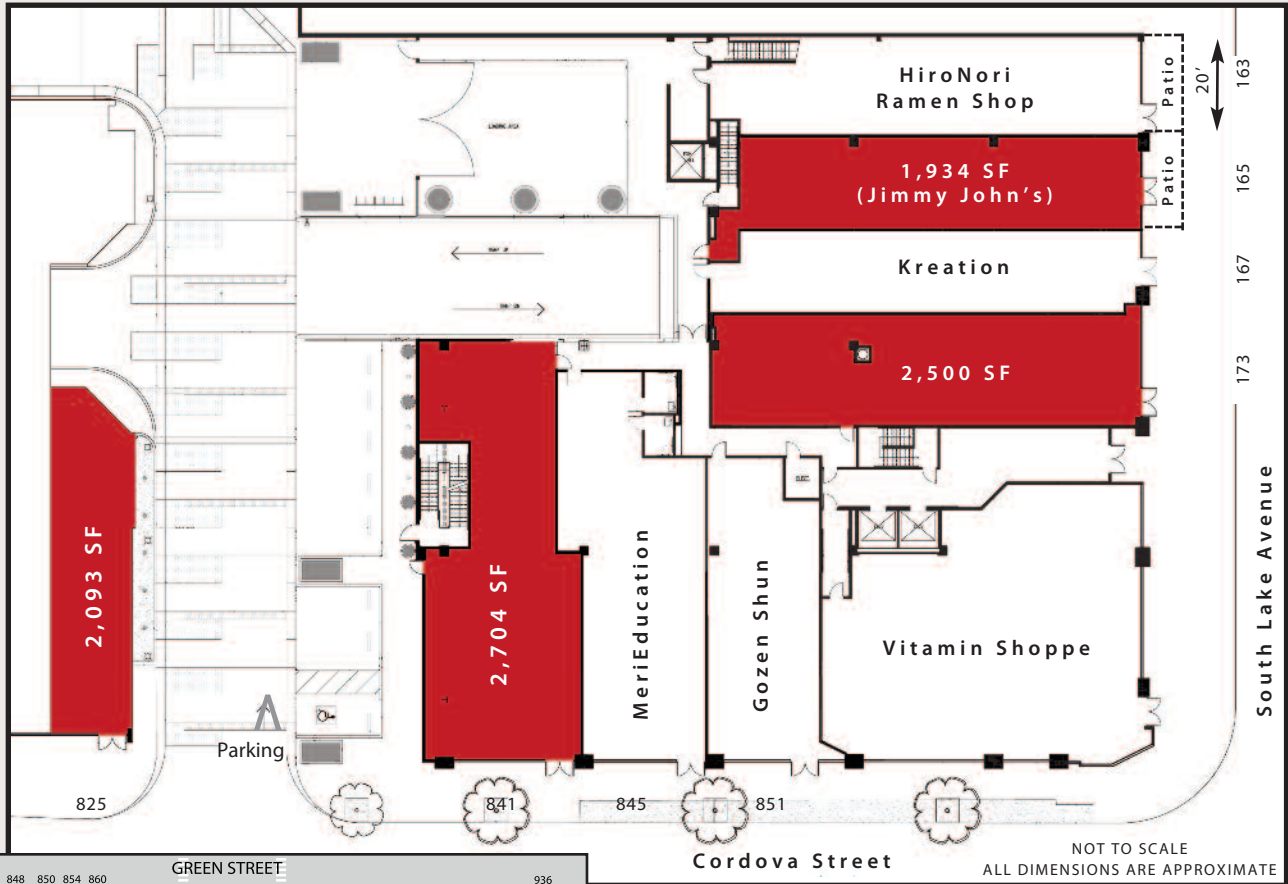 HiroNori
Ramen Shop
Patio
20'
163
LOADING AREA
1,934 SF
(Jimmy John's)
Patio
165
Kreation
167
2,500 SF
173
2,093 SF
2,704 SF
MeriEducation
Gozen Shun
Vitamin Shoppe
South Lake Avenue
Parking
825
841
845
851
Cordova Street
NOT TO SCALE
ALL DIMENSIONS ARE APPROXIMATE
GREEN STREET
848 850 854 860
936